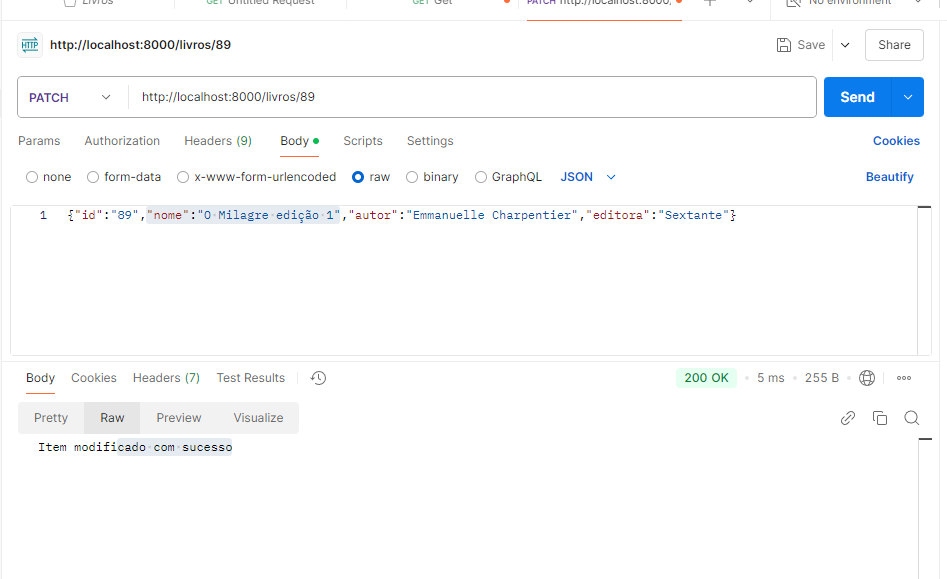 Livros GET Untitled Request GET Get PATCH http://localhost:8000/ No environment
HTTP http://localhost:8000/livros/89 Save Share
PATCH http://localhost:8000/livros/89 Send
Params Authorization Headers (9) Body Scripts Settings Cookies
none form-data x-www-form-urlencoded raw binary GraphQL JSON Beautify
1 {"id":"89","nome":"O Milagre edição 1","autor":"Emmanuelle Charpentier","editora":"Sextante"}
Body Cookies Headers (7) Test Results 200 OK • 5 ms • 255 B
Pretty Raw Preview Visualize
Item modificado com sucesso